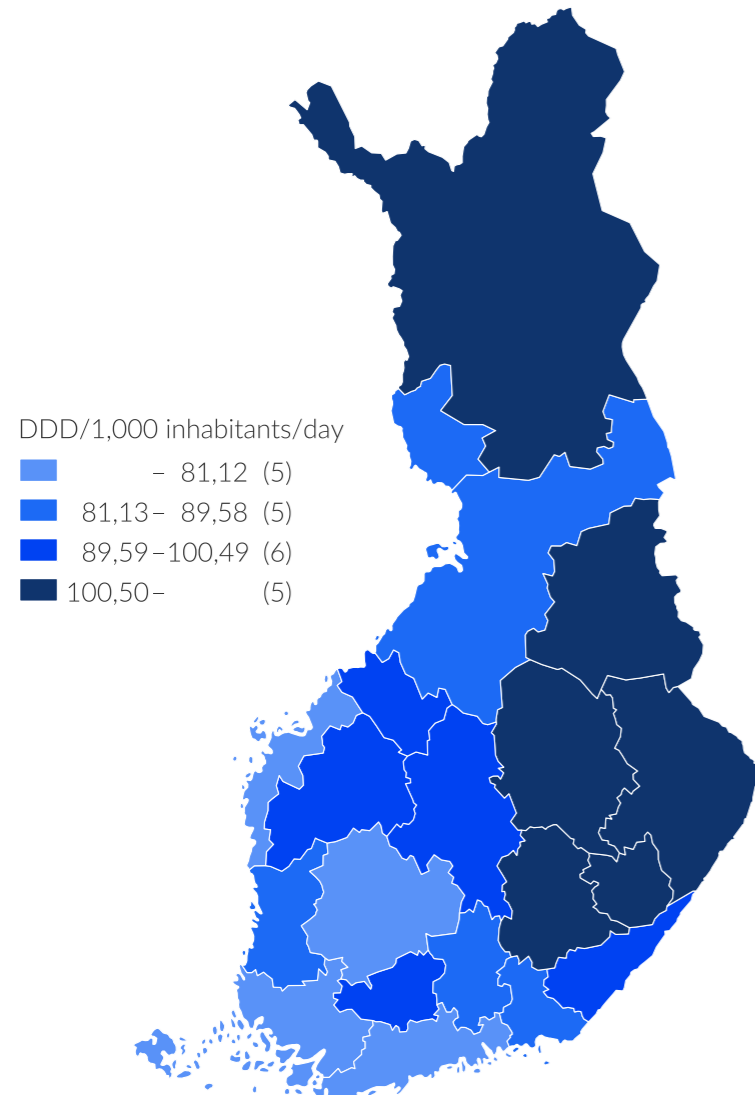 DDD/1,000 inhabitants/day
– 81,12 (5)
81,13– 89,58 (5)
89,59–100,49 (6)
100,50– (5)